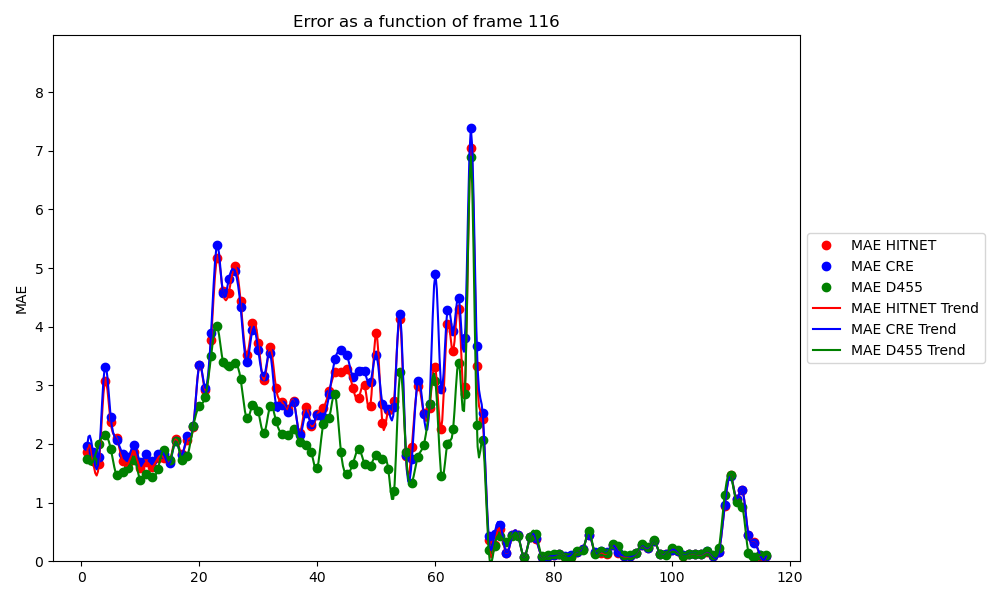 Error as a function of frame 116
MAE
8
7
6
5
4
3
2
1
0
0 20 40 60 80 100 120
MAE HITNET
MAE CRE
MAE D455
MAE HITNET Trend
MAE CRE Trend
MAE D455 Trend